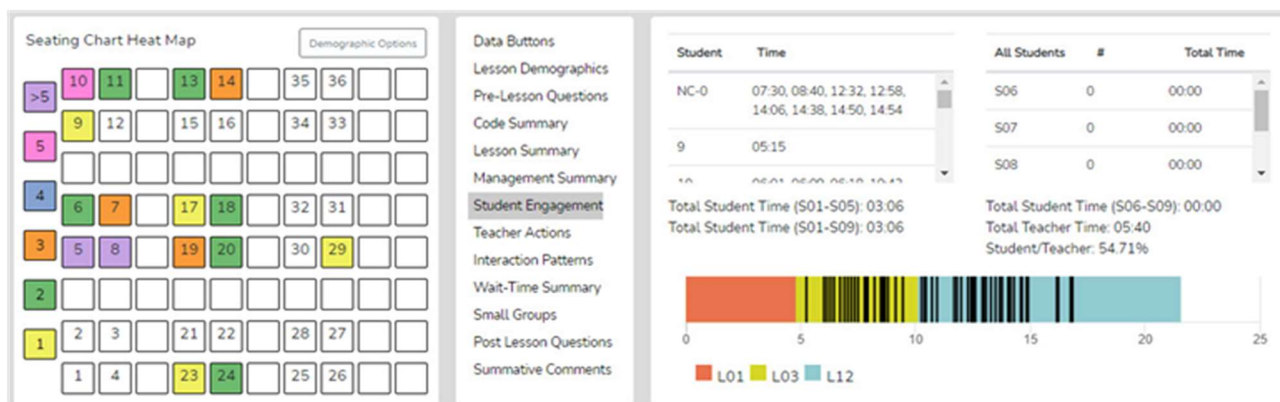 Seating Chart Heat Map
Demographic Options
10 11 13 14 35 36
>5
9 12 15 16 34 33
5
4
6 7 17 18 32 31
3
5 8 19 20 30 29
2
1
2 3 21 22 28 27
1 4 23 24 25 26
Data Buttons
Lesson Demographics
Pre-Lesson Questions
Code Summary
Lesson Summary
Management Summary
Student Engagement
Teacher Actions
Interaction Patterns
Wait-Time Summary
Small Groups
Post Lesson Questions
Summative Comments
Student Time
NC-0 07:30, 08:40, 12:32, 12:58,
14:06, 14:38, 14:50, 14:54
9 05:15
Total Student Time (S01-S05): 03:06
Total Student Time (S01-S09): 03:06
All Students # Total Time
S06 0 00:00
S07 0 00:00
S08 0 00:00
Total Student Time (S06-S09): 00:00
Total Teacher Time: 05:40
Student/Teacher: 54.71%
0 5 10 15 20 25
L01 L03 L12